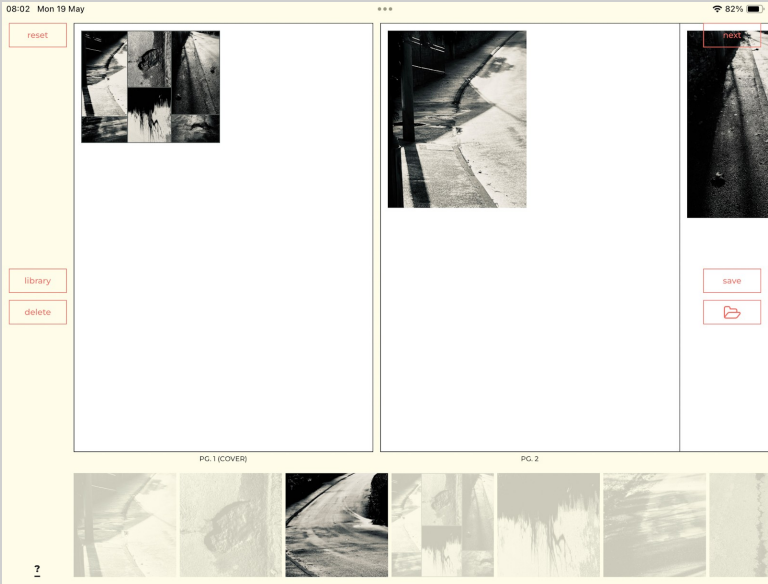 08:02 Mon 19 May
82%
reset
next
library
save
delete
PG. 1 (COVER)
PG. 2
?